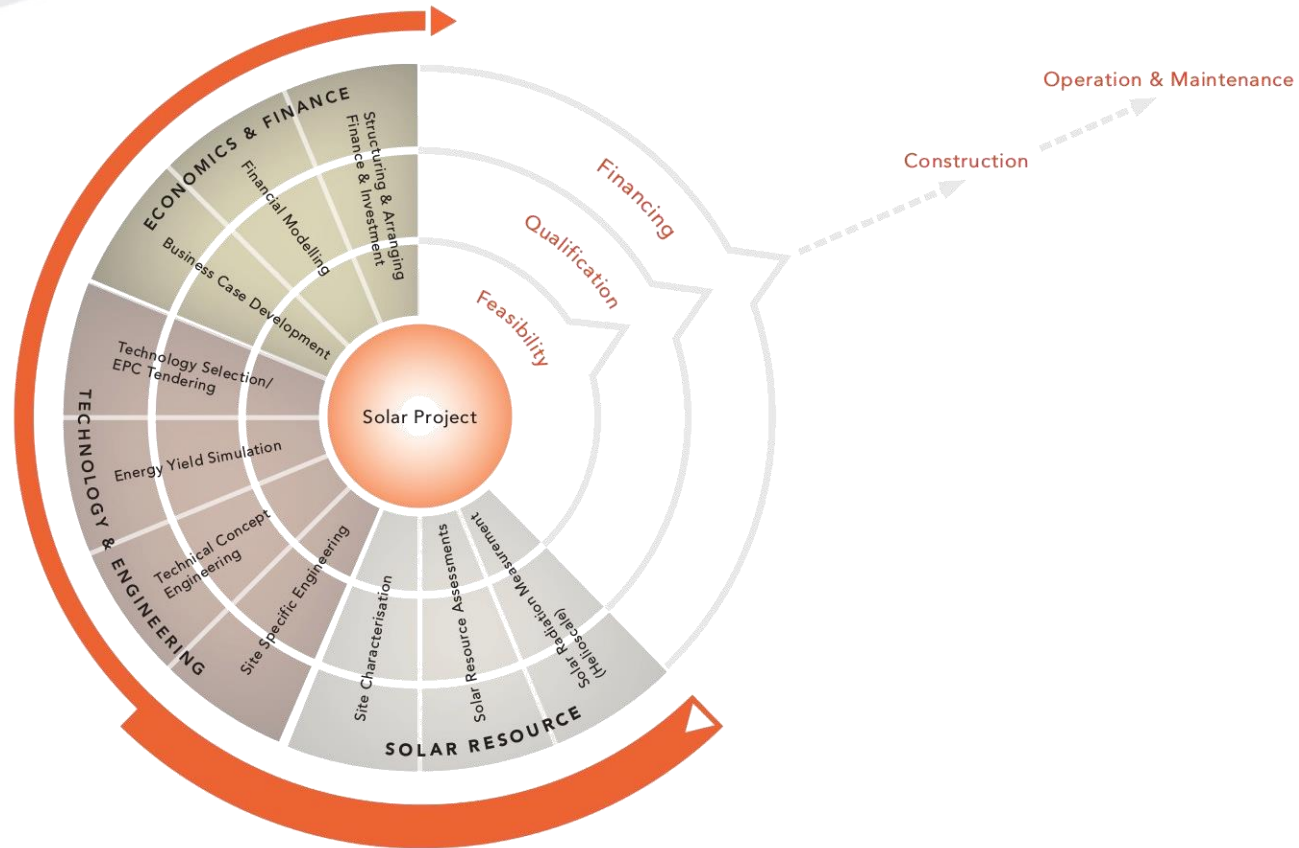 Operation & Maintenance
Construction
Financing
Qualification
Feasibility
Solar Project
ECONOMICS & FINANCE
Structuring & Arranging
Finance & Investment
Financial Modelling
Business Case Development
TECHNOLOGY & ENGINEERING
Technology Selection/
EPC Tendering
Energy Yield Simulation
Technical Concept
Engineering
Site Specific Engineering
SOLAR RESOURCE
Site Characterisation
Solar Resource Assessments
Solar Radiation Measurement
(Helioscale)